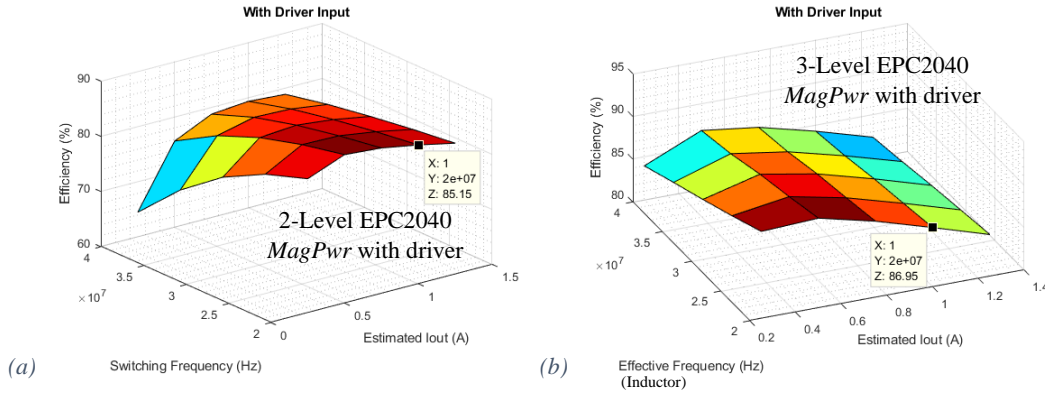 With Driver Input
90
80
70
60
Efficiency (%)
4
3.5
3
2.5
2
×10^7
0
0.5
1
1.5
Estimated Iout (A)
Switching Frequency (Hz)
X: 1
Y: 2e+07
Z: 85.15
2-Level EPC2040
MagPwr with driver
(a)
With Driver Input
95
90
85
80
Efficiency (%)
4
3.5
3
2.5
2
×10^7
0.2
0.4
0.6
0.8
1
1.2
1.4
Estimated Iout (A)
Effective Frequency (Hz)
(Inductor)
3-Level EPC2040
MagPwr with driver
X: 1
Y: 2e+07
Z: 86.95
(b)